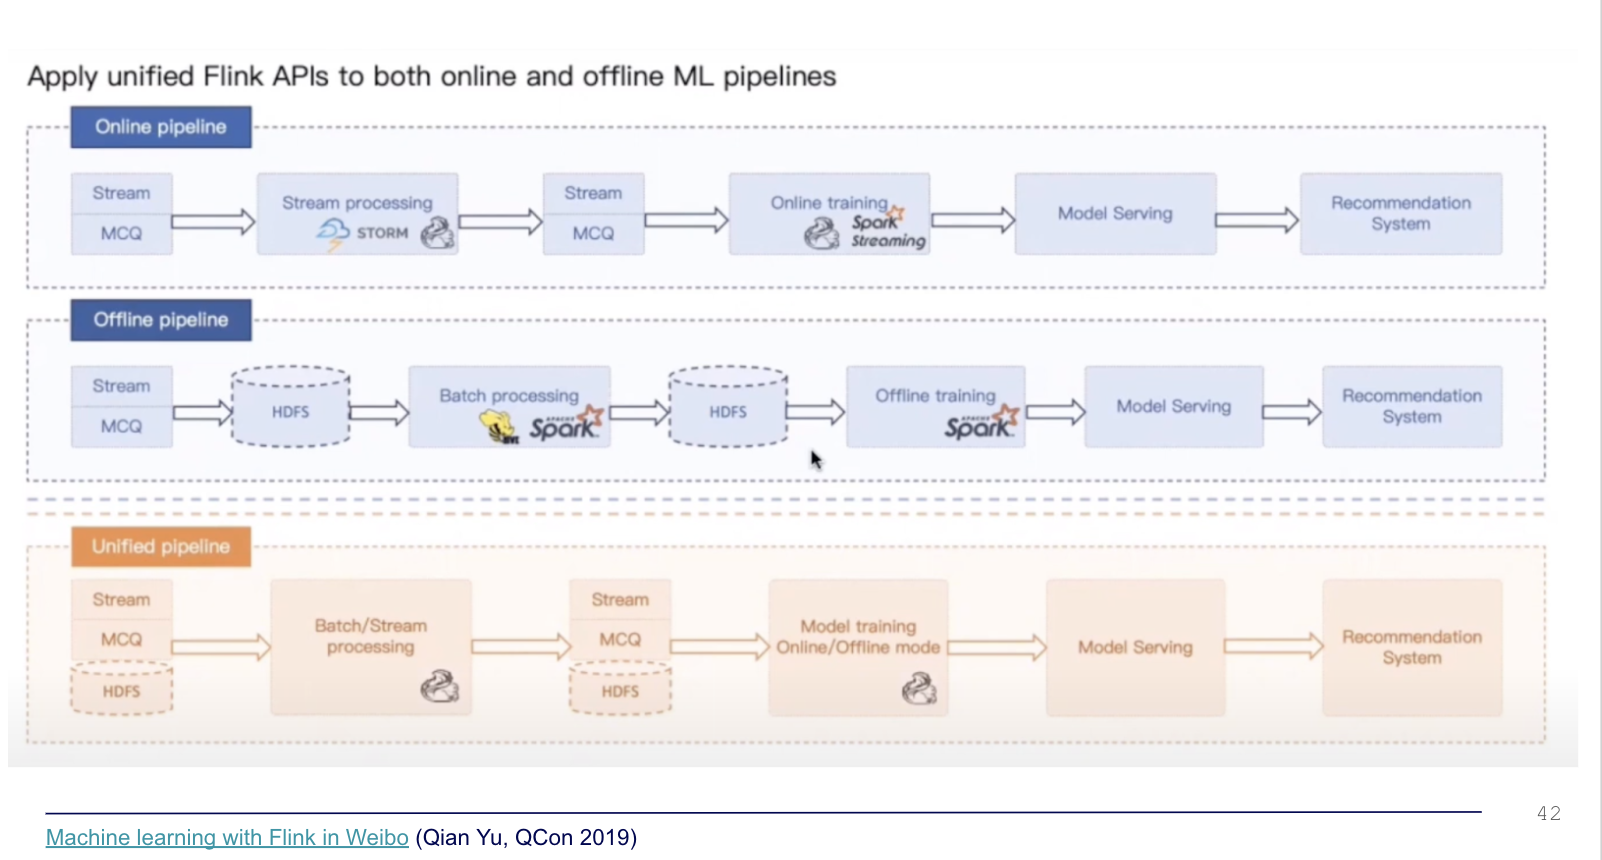 Apply unified Flink APIs to both online and offline ML pipelines
Online pipeline
Stream
MCQ
Stream processing
STORM
Stream
MCQ
Online training
Spark
Streaming
Model Serving
Recommendation
System
Offline pipeline
Stream
MCQ
HDFS
Batch processing
HIVE
APACHE
Spark
HDFS
Offline training
APACHE
Spark
Model Serving
Recommendation
System
Unified pipeline
Stream
MCQ
HDFS
Batch/Stream
processing
Stream
MCQ
HDFS
Model training
Online/Offline mode
Model Serving
Recommendation
System
42
Machine learning with Flink in Weibo (Qian Yu, QCon 2019)